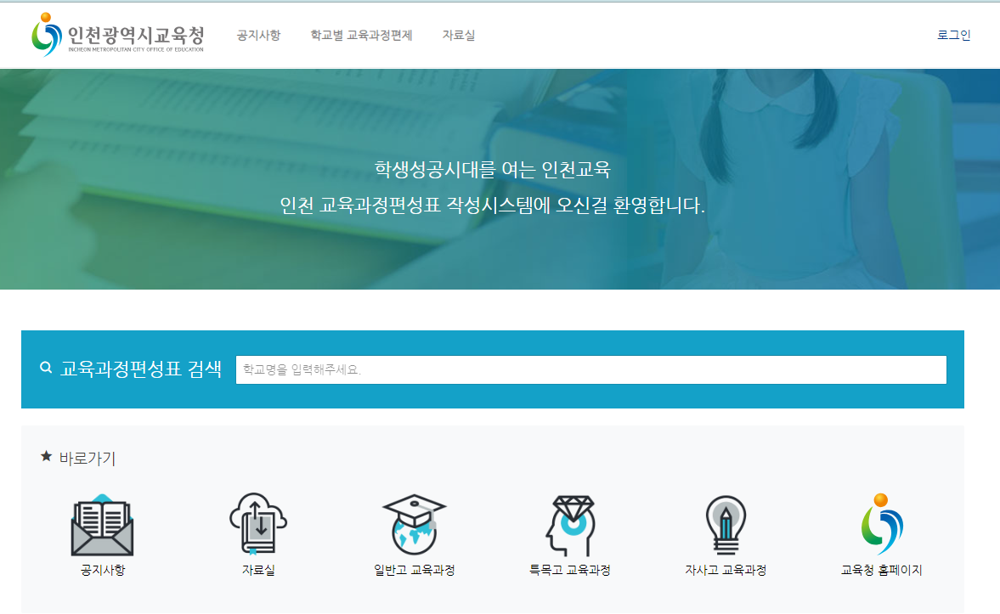 인천광역시교육청
INCHEON METROPOLITAN CITY OFFICE OF EDUCATION
공지사항 학교별 교육과정편제 자료실 로그인
학생성공시대를 여는 인천교육
인천 교육과정편성표 작성시스템에 오신걸 환영합니다.
교육과정편성표 검색 학교명을 입력해주세요.
바로가기
공지사항 자료실 일반고 교육과정 특목고 교육과정 자사고 교육과정 교육청 홈페이지